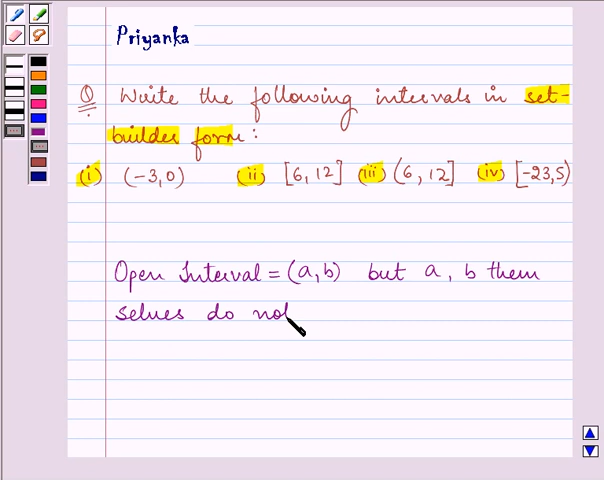 Priyanka
Q Write the following intervals in set-
builder form :
(i) (-3,0) (ii) [6,12] (iii) (6,12] (iv) [-23,5)
Open Interval = (a,b) but a, b them
selves do not